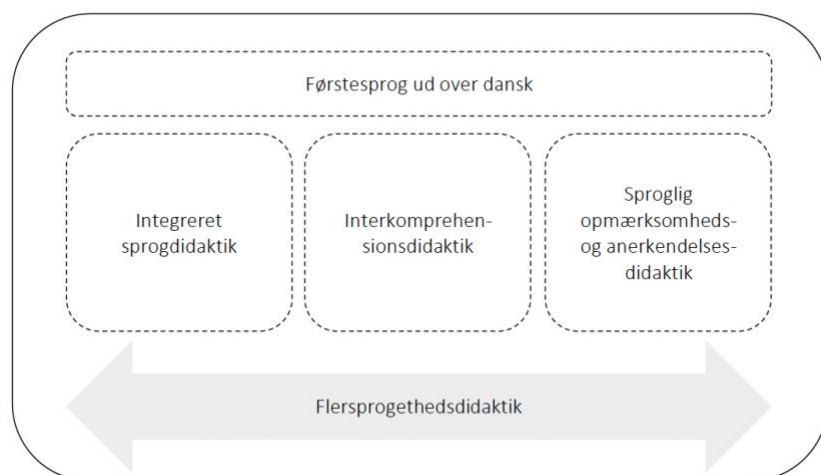 Førstesprog ud over dansk
Integreret
sprogdidaktik
Interkomprehen-
sionsdidaktik
Sproglig
opmærksomheds-
og anerkendelses-
didaktik
Flersprogethedsdidaktik